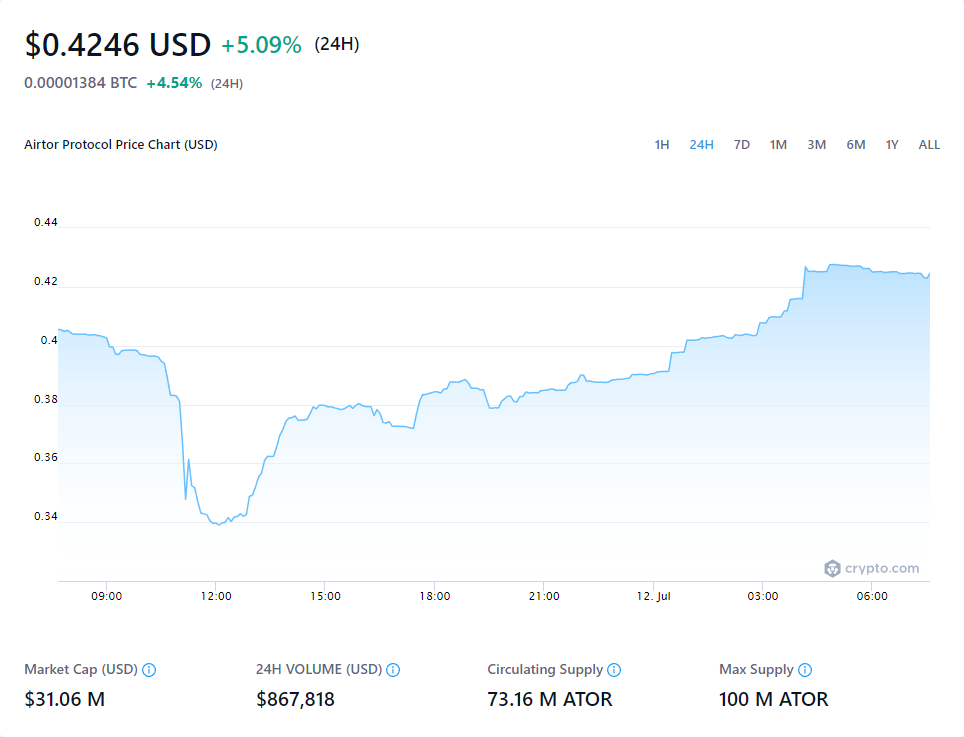 $0.4246 USD +5.09% (24H)
0.00001384 BTC +4.54% (24H)
Airtor Protocol Price Chart (USD) 1H 24H 7D 1M 3M 6M 1Y ALL
0.44
0.42
0.4
0.38
0.36
0.34
crypto.com
09:00 12:00 15:00 18:00 21:00 12. Jul 03:00 06:00
Market Cap (USD) 24H VOLUME (USD) Circulating Supply Max Supply
$31.06 M $867,818 73.16 M ATOR 100 M ATOR